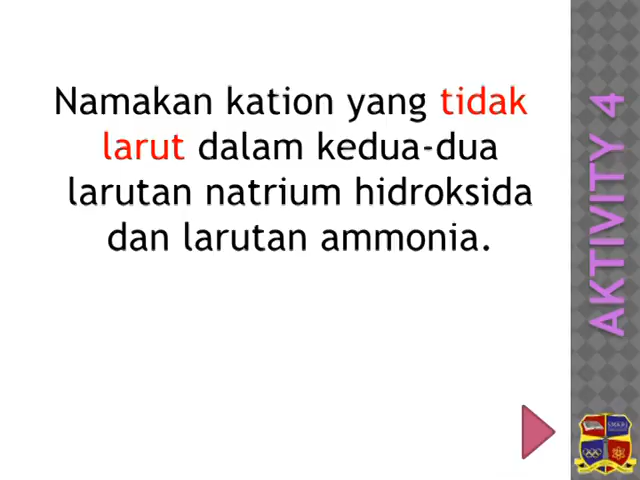 Namakan kation yang tidak
larut dalam kedua-dua
larutan natrium hidroksida
dan larutan ammonia.
AKTIVITY 4